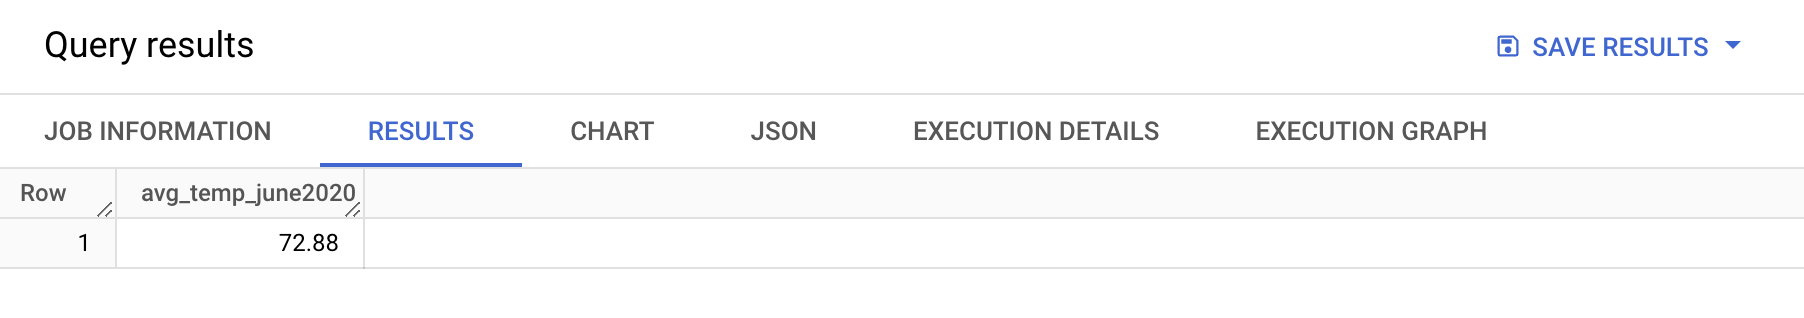 Query results
SAVE RESULTS
JOB INFORMATION RESULTS CHART JSON EXECUTION DETAILS EXECUTION GRAPH
Row avg_temp_june2020
1 72.88